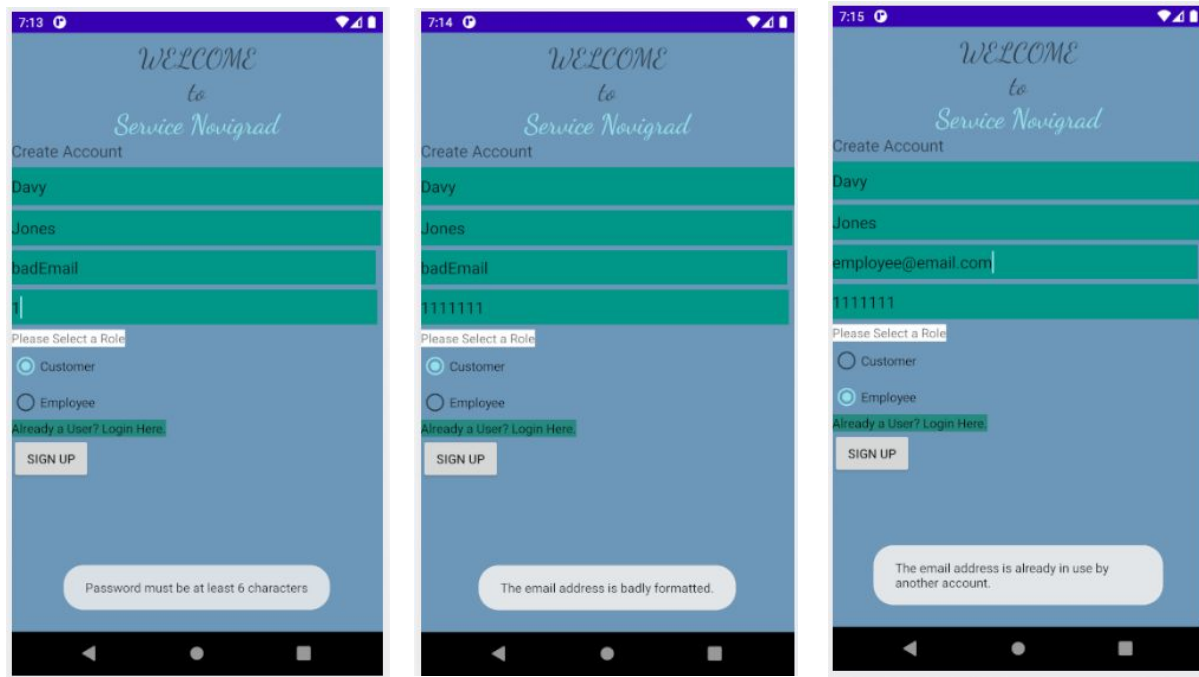 7:13
WELCOME
to
Service Novigrad
Create Account
Davy
Jones
badEmail
1
Please Select a Role
Customer
Employee
Already a User? Login Here.
SIGN UP
Password must be at least 6 characters
7:14
WELCOME
to
Service Novigrad
Create Account
Davy
Jones
badEmail
1111111
Please Select a Role
Customer
Employee
Already a User? Login Here.
SIGN UP
The email address is badly formatted.
7:15
WELCOME
to
Service Novigrad
Create Account
Davy
Jones
employee@email.com
1111111
Please Select a Role
Customer
Employee
Already a User? Login Here.
SIGN UP
The email address is already in use by
another account.